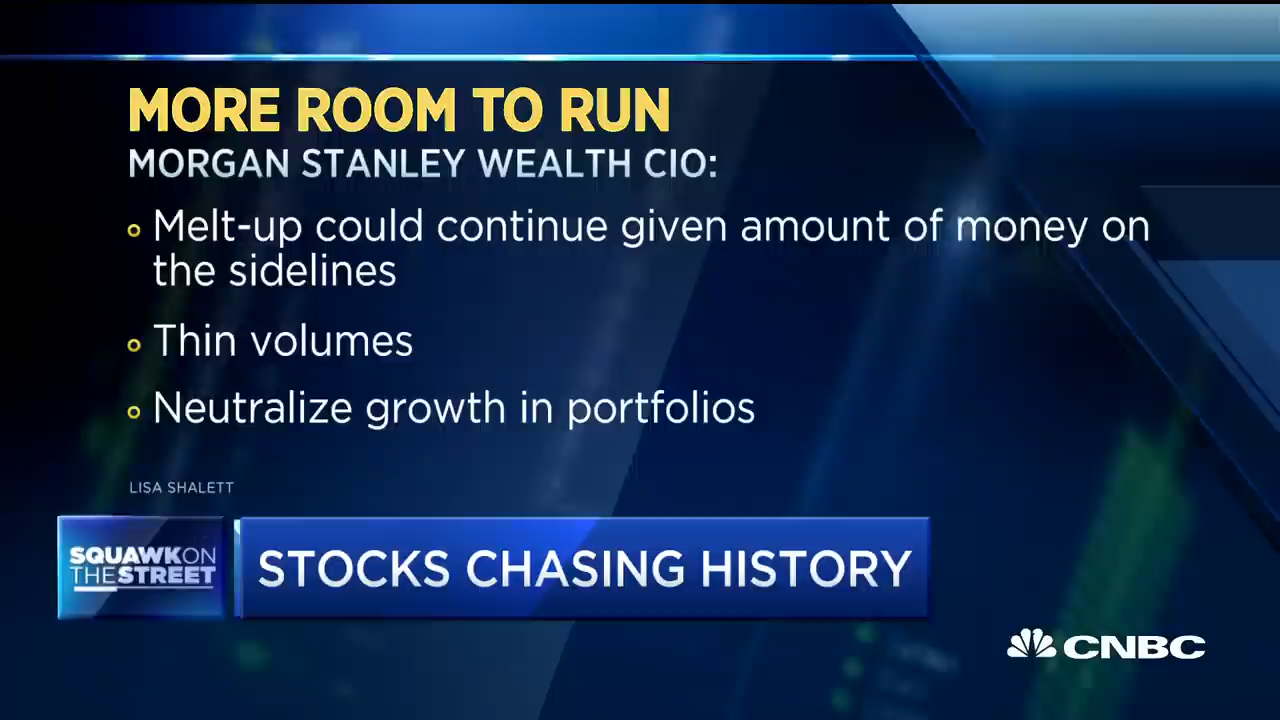 MORE ROOM TO RUN
MORGAN STANLEY WEALTH CIO:
Melt-up could continue given amount of money on
the sidelines
Thin volumes
Neutralize growth in portfolios
LISA SHALETT
SQUAWK ON
THE STREET
STOCKS CHASING HISTORY
CNBC